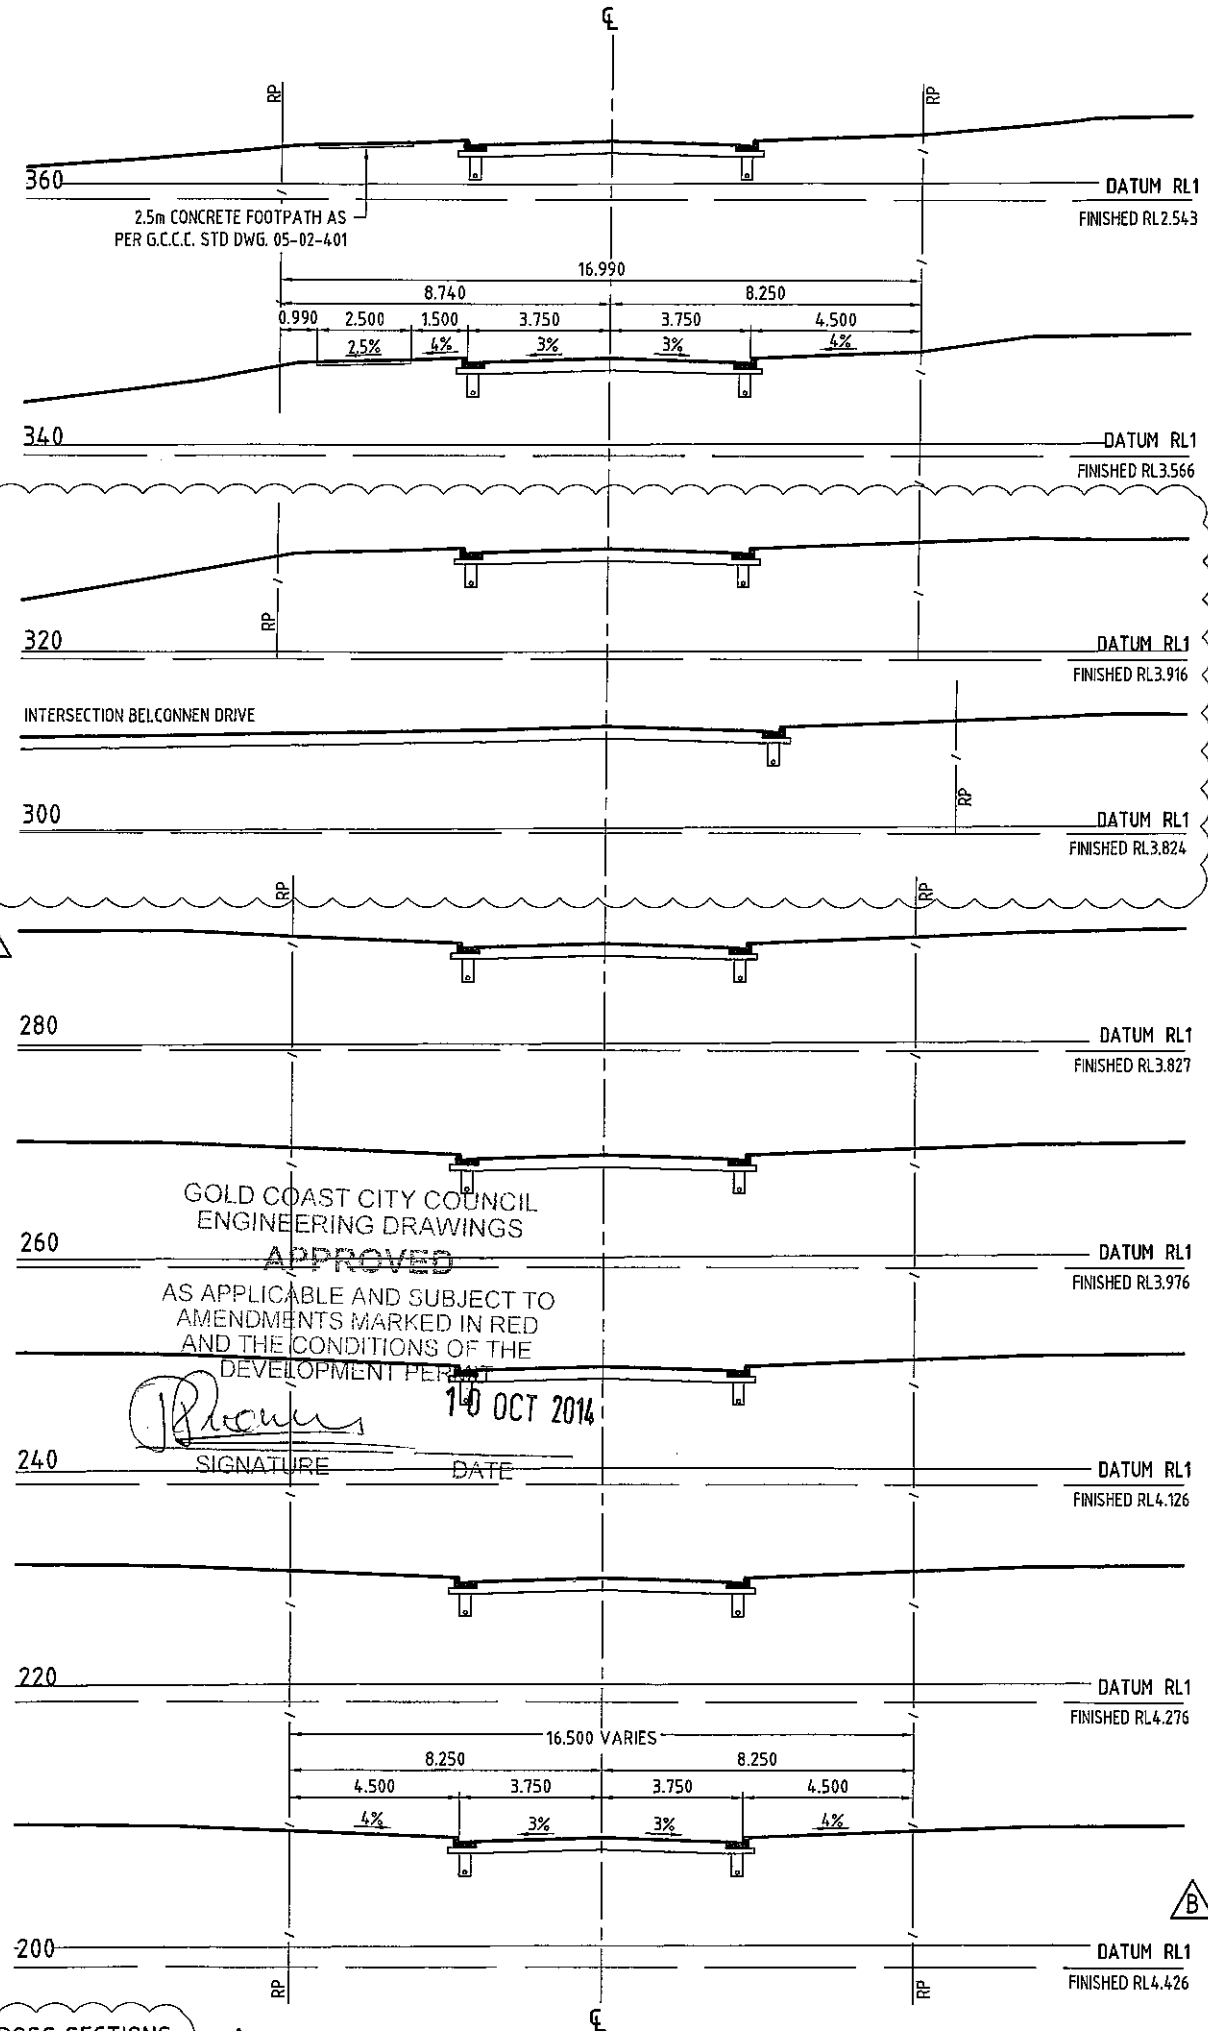 ℄
RP
RP
360
DATUM RL1
FINISHED RL2.543
2.5m CONCRETE FOOTPATH AS
PER G.C.C.C. STD DWG. 05-02-401
16.990
8.740 8.250
0.990 2.500 1.500 3.750 3.750 4.500
2.5% 4% 3% 3% 4%
340
DATUM RL1
FINISHED RL3.566
RP
320
DATUM RL1
FINISHED RL3.916
INTERSECTION BELCONNEN DRIVE
RP
300
DATUM RL1
FINISHED RL3.824
RP
RP
280
DATUM RL1
FINISHED RL3.827
GOLD COAST CITY COUNCIL
ENGINEERING DRAWINGS
APPROVED
AS APPLICABLE AND SUBJECT TO
AMENDMENTS MARKED IN RED
AND THE CONDITIONS OF THE
DEVELOPMENT PERMIT
10 OCT 2014
SIGNATURE DATE
260
DATUM RL1
FINISHED RL3.976
240
DATUM RL1
FINISHED RL4.126
220
DATUM RL1
FINISHED RL4.276
16.500 VARIES
8.250 8.250
4.500 3.750 3.750 4.500
4% 3% 3% 4%
B
200
DATUM RL1
FINISHED RL4.426
RP
RP
℄